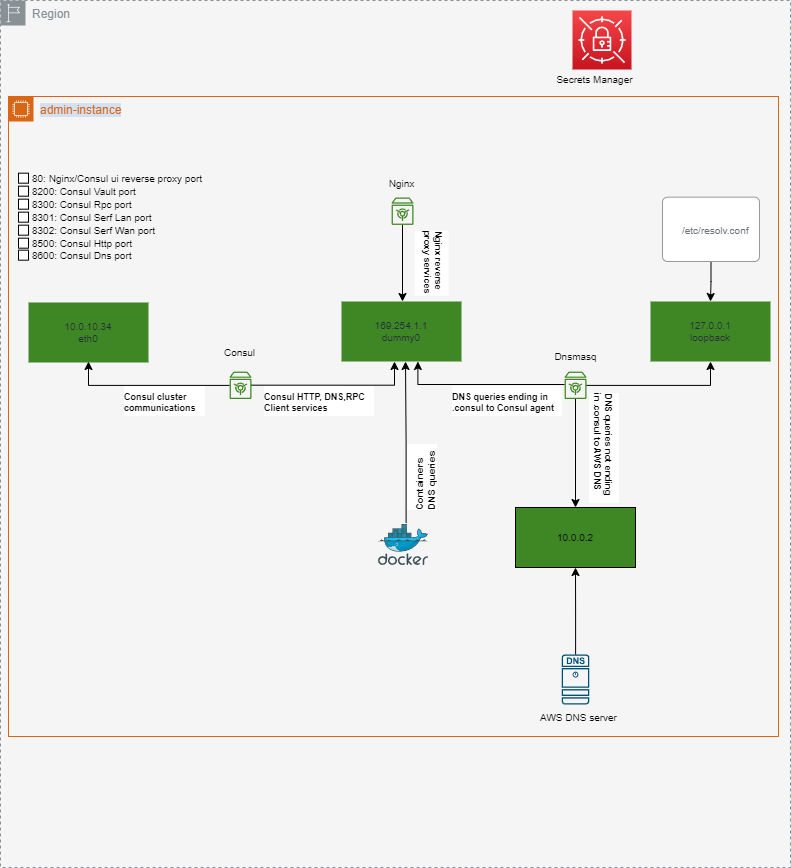 Region
Secrets Manager
admin-instance
80: Nginx/Consul ui reverse proxy port
8200: Consul Vault port
8300: Consul Rpc port
8301: Consul Serf Lan port
8302: Consul Serf Wan port
8500: Consul Http port
8600: Consul Dns port
Nginx
Nginx reverse
proxy services
/etc/resolv.conf
10.0.10.34
eth0
169.254.1.1
dummy0
127.0.0.1
loopback
Consul
Dnsmasq
Consul cluster
communications
Consul HTTP, DNS,RPC
Client services
DNS queries ending in
.consul to Consul agent
DNS queries not ending
in .consul to AWS DNS
Containers
DNS queries
docker
10.0.0.2
DNS
AWS DNS server